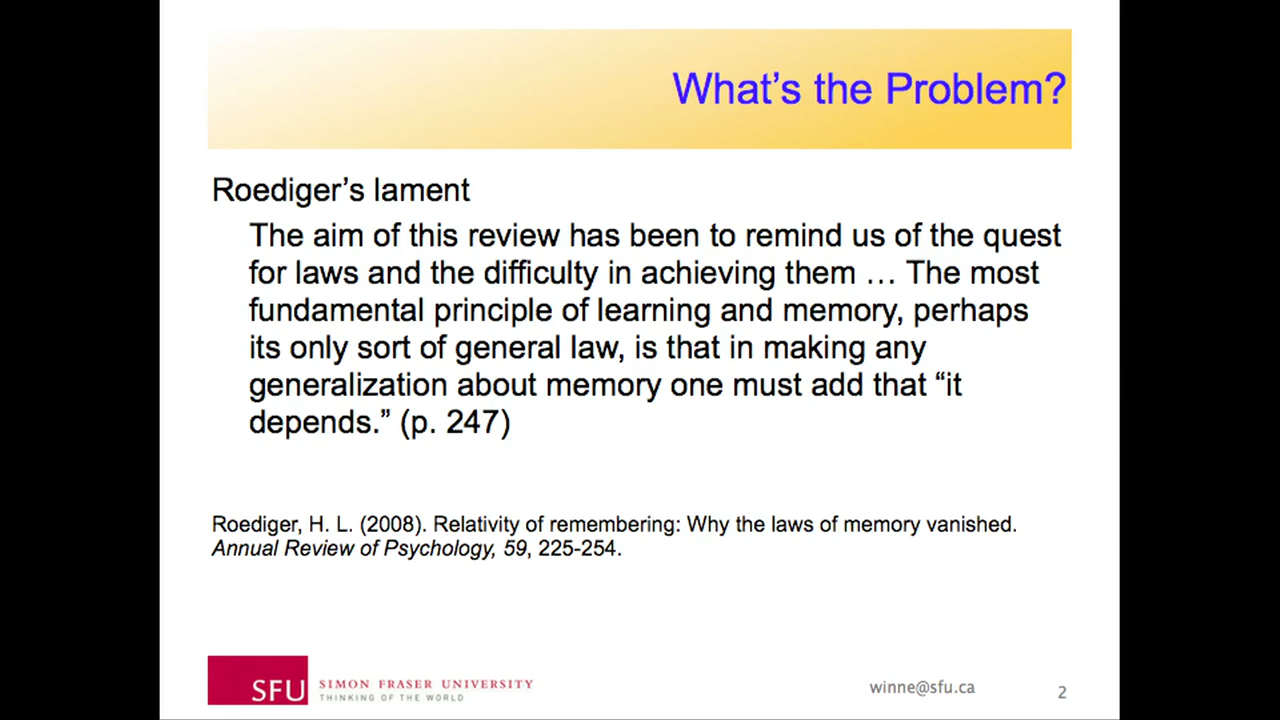 What’s the Problem?
Roediger’s lament
The aim of this review has been to remind us of the quest
for laws and the difficulty in achieving them … The most
fundamental principle of learning and memory, perhaps
its only sort of general law, is that in making any
generalization about memory one must add that “it
depends.” (p. 247)
Roediger, H. L. (2008). Relativity of remembering: Why the laws of memory vanished.
Annual Review of Psychology, 59, 225-254.
SFU
SIMON FRASER UNIVERSITY
THINKING OF THE WORLD
winne@sfu.ca
2